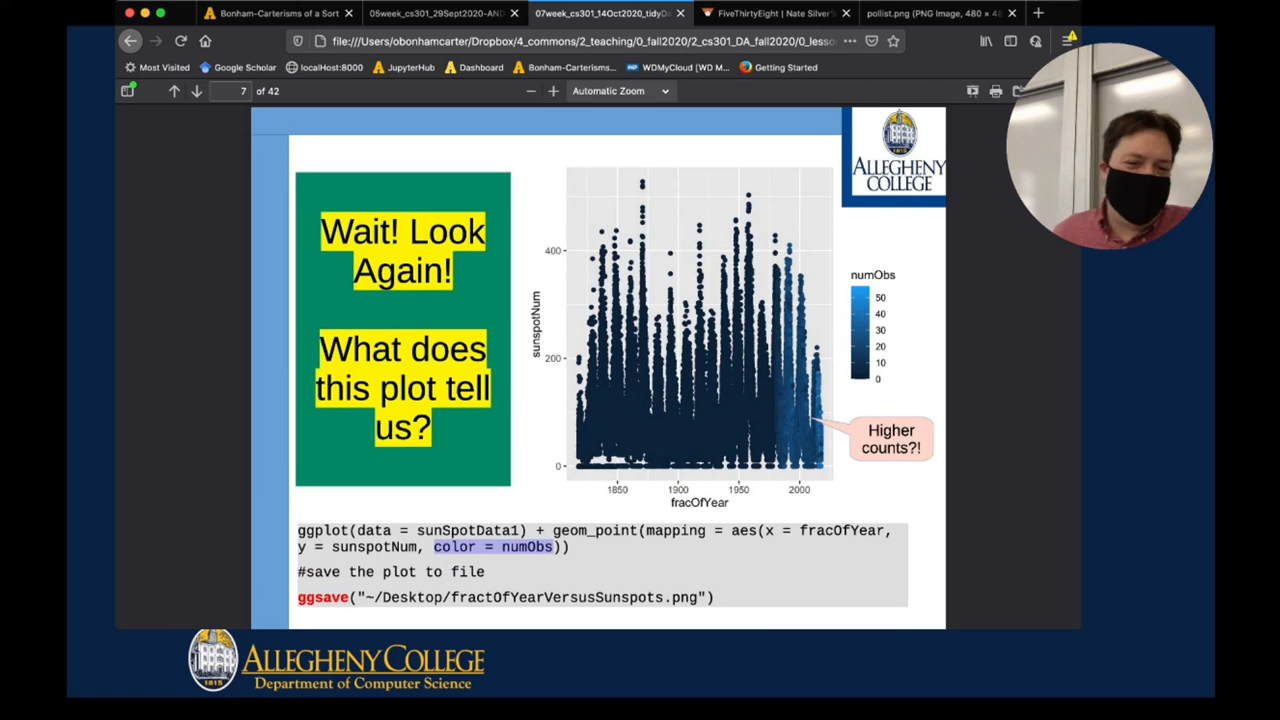 Bonham-Carterisms of a Sort
05week_cs301_29Sept2020-AND
07week_cs301_14Oct2020_tidyDa
FiveThirtyEight | Nate Silver's
pollist.png (PNG Image, 480 × 48
file:///Users/obonhamcarter/Dropbox/4_commons/2_teaching/0_fall2020/2_cs301_DA_fall2020/0_lesso
Most Visited
Google Scholar
localHost:8000
JupyterHub
Dashboard
Bonham-Carterisms...
WDMyCloud (WD M...
Getting Started
7 of 42
Automatic Zoom
1815
ALLEGHENY
COLLEGE
Wait! Look
Again!
What does
this plot tell
us?
sunspotNum
400
200
0
1850 1900 1950 2000
fracOfYear
numObs
50
40
30
20
10
0
Higher
counts?!
ggplot(data = sunSpotData1) + geom_point(mapping = aes(x = fracOfYear,
y = sunspotNum, color = numObs))
#save the plot to file
ggsave("~/Desktop/fractOfYearVersusSunspots.png")
1815
ALLEGHENY COLLEGE
Department of Computer Science